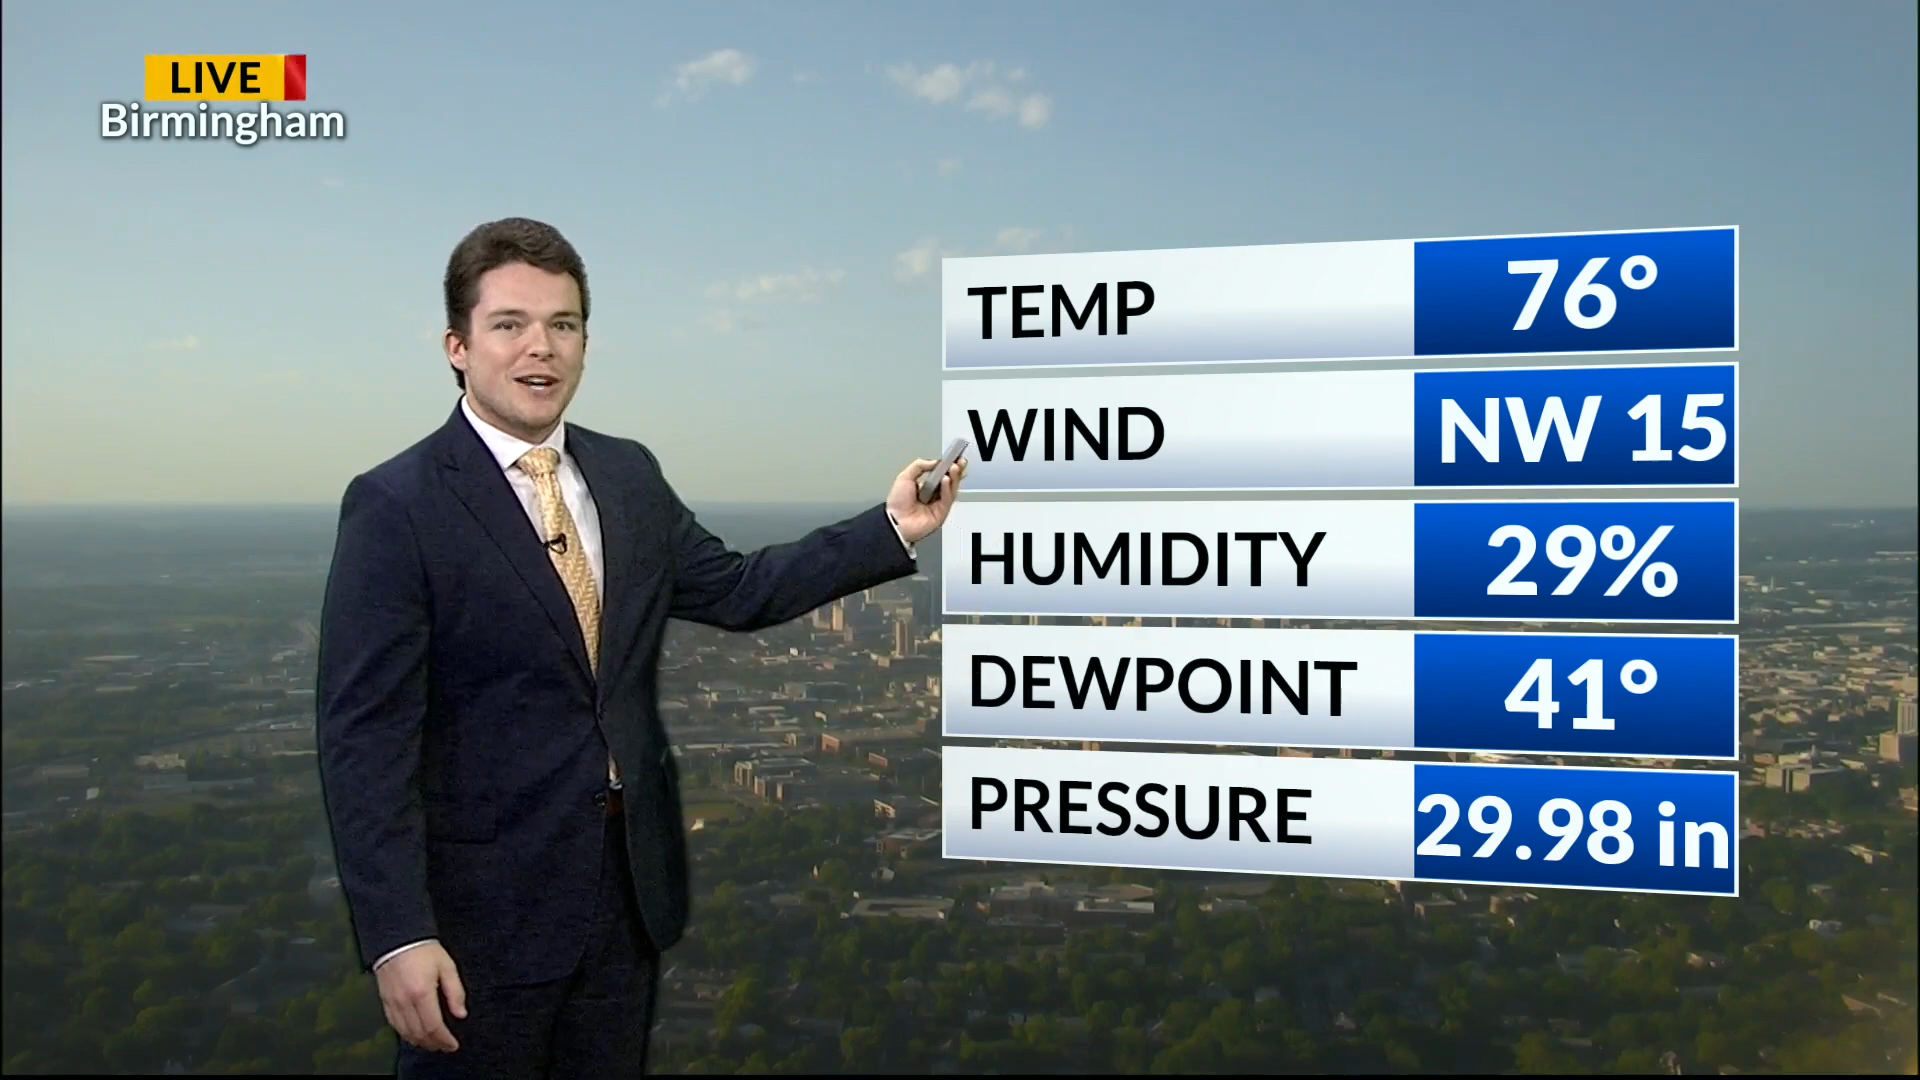 LIVE
Birmingham
TEMP 76°
WIND NW 15
HUMIDITY 29%
DEWPOINT 41°
PRESSURE 29.98 in